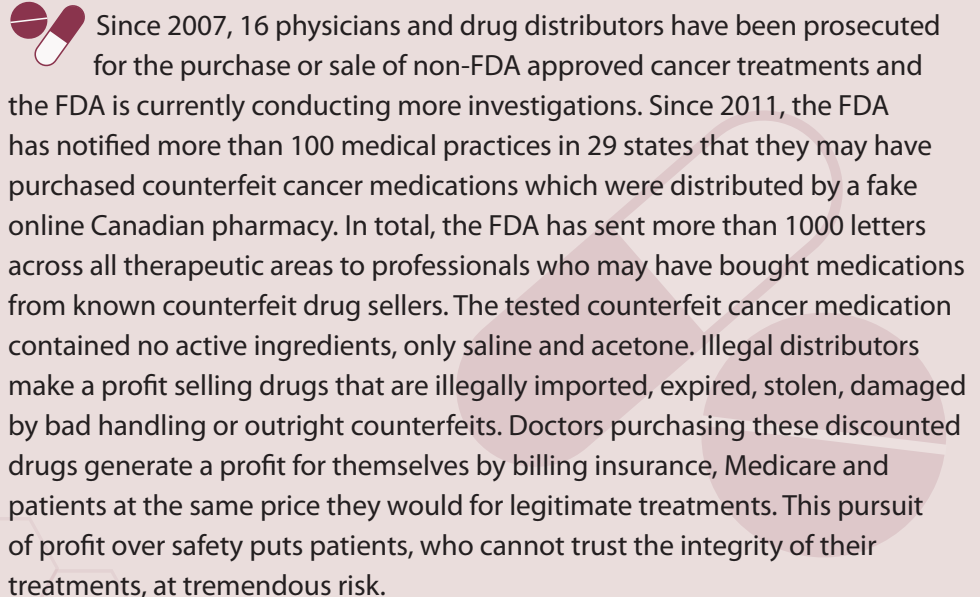 Since 2007, 16 physicians and drug distributors have been prosecuted
for the purchase or sale of non-FDA approved cancer treatments and
the FDA is currently conducting more investigations. Since 2011, the FDA
has notified more than 100 medical practices in 29 states that they may have
purchased counterfeit cancer medications which were distributed by a fake
online Canadian pharmacy. In total, the FDA has sent more than 1000 letters
across all therapeutic areas to professionals who may have bought medications
from known counterfeit drug sellers. The tested counterfeit cancer medication
contained no active ingredients, only saline and acetone. Illegal distributors
make a profit selling drugs that are illegally imported, expired, stolen, damaged
by bad handling or outright counterfeits. Doctors purchasing these discounted
drugs generate a profit for themselves by billing insurance, Medicare and
patients at the same price they would for legitimate treatments. This pursuit
of profit over safety puts patients, who cannot trust the integrity of their
treatments, at tremendous risk.